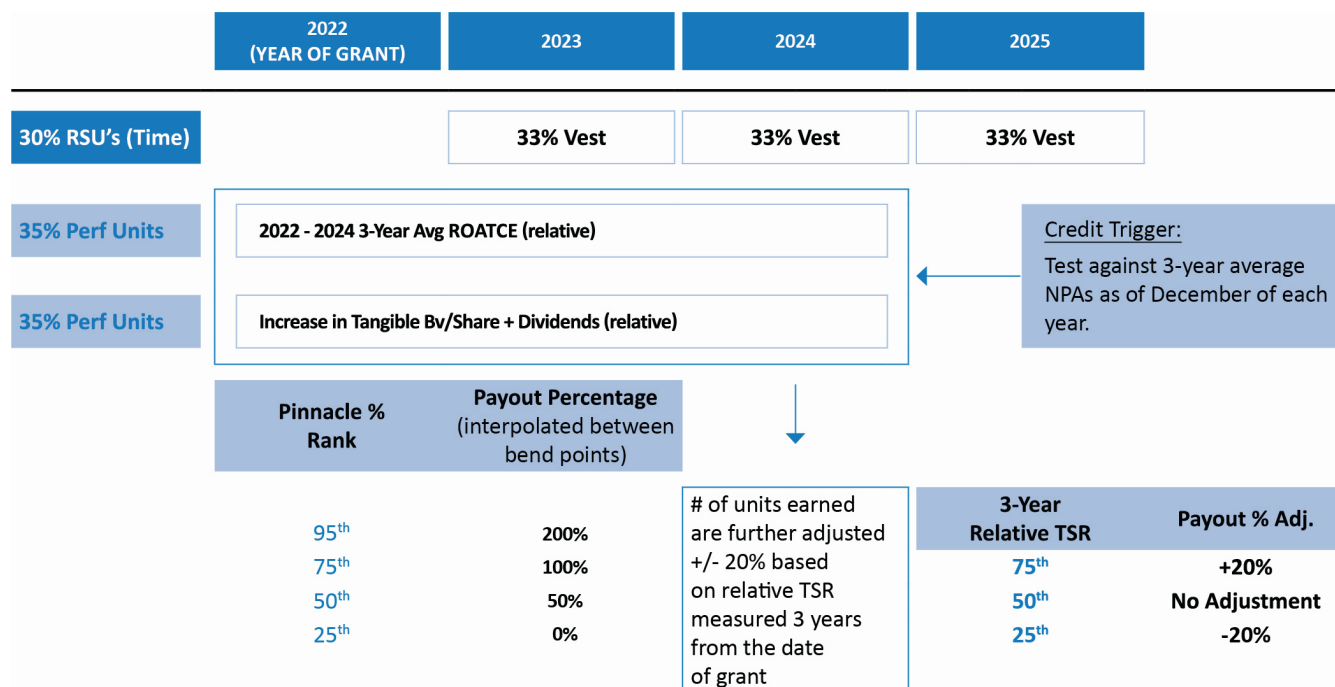 2022
(YEAR OF GRANT)
2023
2024
2025
30% RSU's (Time)
33% Vest
33% Vest
33% Vest
35% Perf Units
2022 - 2024 3-Year Avg ROATCE (relative)
35% Perf Units
Increase in Tangible Bv/Share + Dividends (relative)
Credit Trigger:
Test against 3-year average
NPAs as of December of each
year.
Pinnacle %
Rank
Payout Percentage
(interpolated between
bend points)
95th
200%
75th
100%
50th
50%
25th
0%
# of units earned
are further adjusted
+/- 20% based
on relative TSR
measured 3 years
from the date
of grant
3-Year
Relative TSR
Payout % Adj.
75th
+20%
50th
No Adjustment
25th
-20%